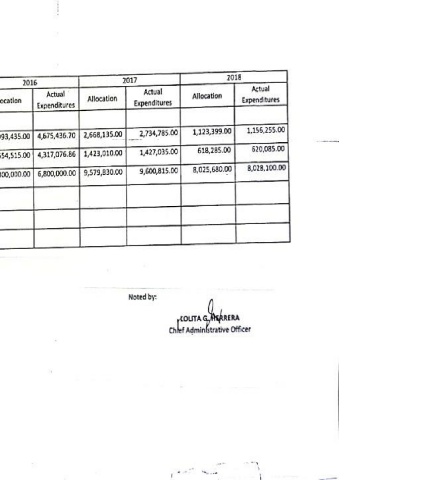 2016 2017 2018
ocation Actual Expenditures Allocation Actual Expenditures Allocation Actual Expenditures
93,435.00 4,675,436.70 2,668,135.00 2,734,785.00 1,123,399.00 1,156,255.00
554,515.00 4,317,076.86 1,423,010.00 1,427,035.00 618,285.00 620,085.00
00,000.00 6,800,000.00 9,579,830.00 9,600,815.00 8,025,680.00 8,028,100.00
Noted by:
LOLITA G. HERRERA
Chief Administrative Officer